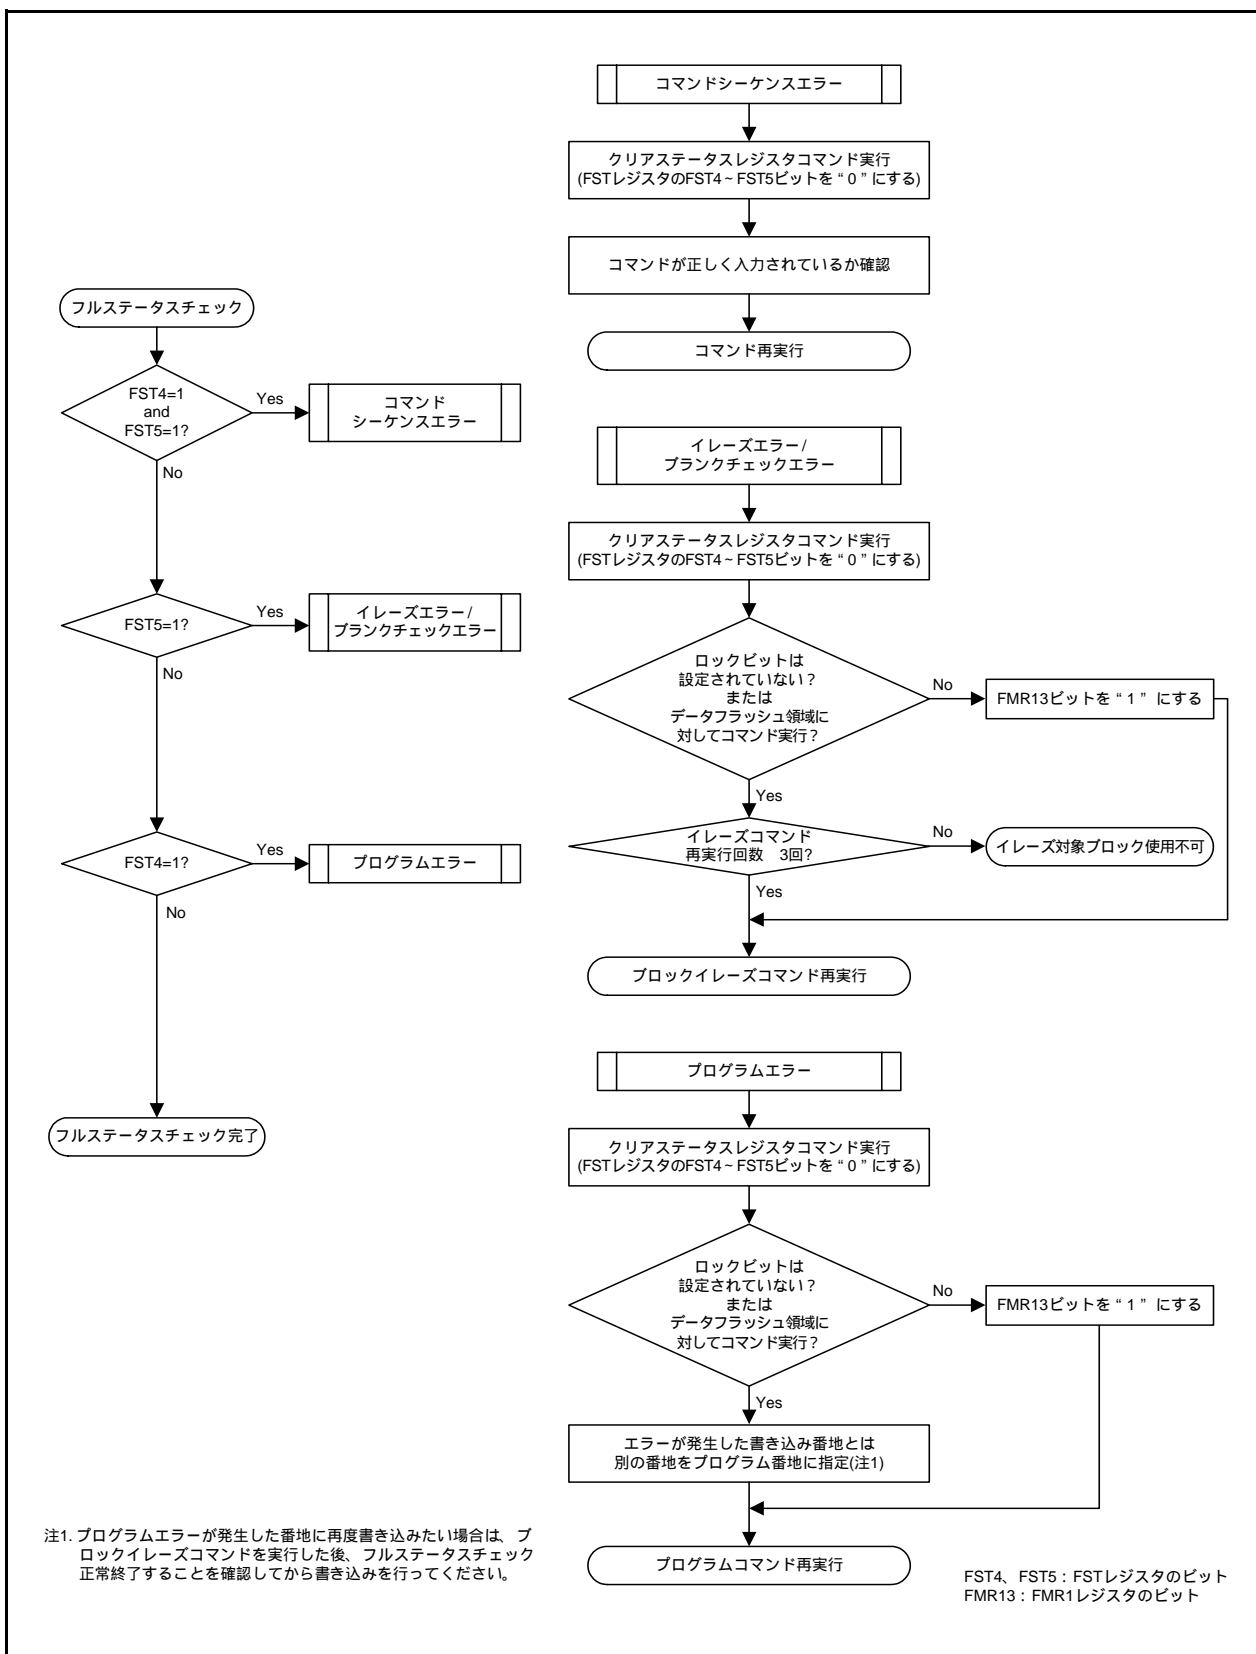 フルステータスチェック
FST4=1
and
FST5=1?
Yes
コマンド
シーケンスエラー
No
FST5=1?
Yes
イレーズエラー/
ブランクチェックエラー
No
FST4=1?
Yes
プログラムエラー
No
フルステータスチェック完了
コマンドシーケンスエラー
クリアステータスレジスタコマンド実行
(FSTレジスタのFST4~FST5ビットを“0”にする)
コマンドが正しく入力されているか確認
コマンド再実行
イレーズエラー/
ブランクチェックエラー
クリアステータスレジスタコマンド実行
(FSTレジスタのFST4~FST5ビットを“0”にする)
ロックビットは
設定されていない?
または
データフラッシュ領域に
対してコマンド実行?
No
FMR13ビットを“1”にする
Yes
イレーズコマンド
再実行回数　3回?
No
イレーズ対象ブロック使用不可
Yes
ブロックイレーズコマンド再実行
プログラムエラー
クリアステータスレジスタコマンド実行
(FSTレジスタのFST4~FST5ビットを“0”にする)
ロックビットは
設定されていない?
または
データフラッシュ領域に
対してコマンド実行?
No
FMR13ビットを“1”にする
Yes
エラーが発生した書き込み番地とは
別の番地をプログラム番地に指定(注1)
プログラムコマンド再実行
注1. プログラムエラーが発生した番地に再度書き込みたい場合は、ブ
ロックイレーズコマンドを実行した後、フルステータスチェック
正常終了することを確認してから書き込みを行ってください。
FST4、FST5：FSTレジスタのビット
FMR13：FMR1レジスタのビット